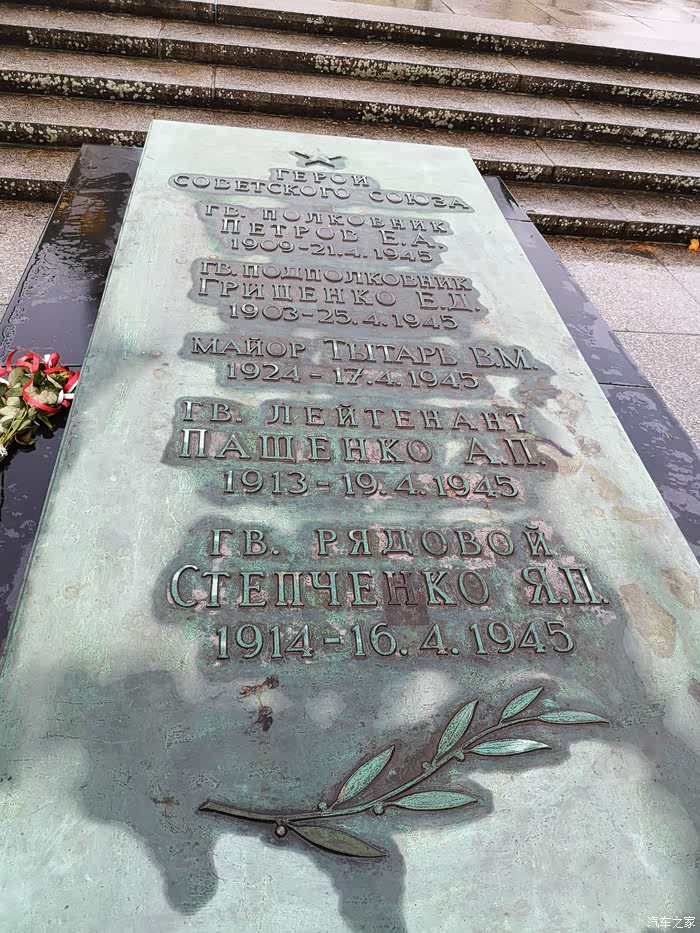 ГЕРОИ
СОВЕТСКОГО СОЮЗА
ГВ. ПОЛКОВНИК
ПЕТРОВ Е.А.
1909-21.4.1945
ГВ. ПОДПОЛКОВНИК
ГРИЩЕНКО Е.Д.
1903-25.4.1945
МАЙОР ТЫТАРЬ В.М.
1924-17.4.1945
ГВ. ЛЕЙТЕНАНТ
ПАЩЕНКО А.П.
1913-19.4.1945
ГВ. РЯДОВОЙ
СТЕПЧЕНКО Я.П.
1914-16.4.1945
汽车之家